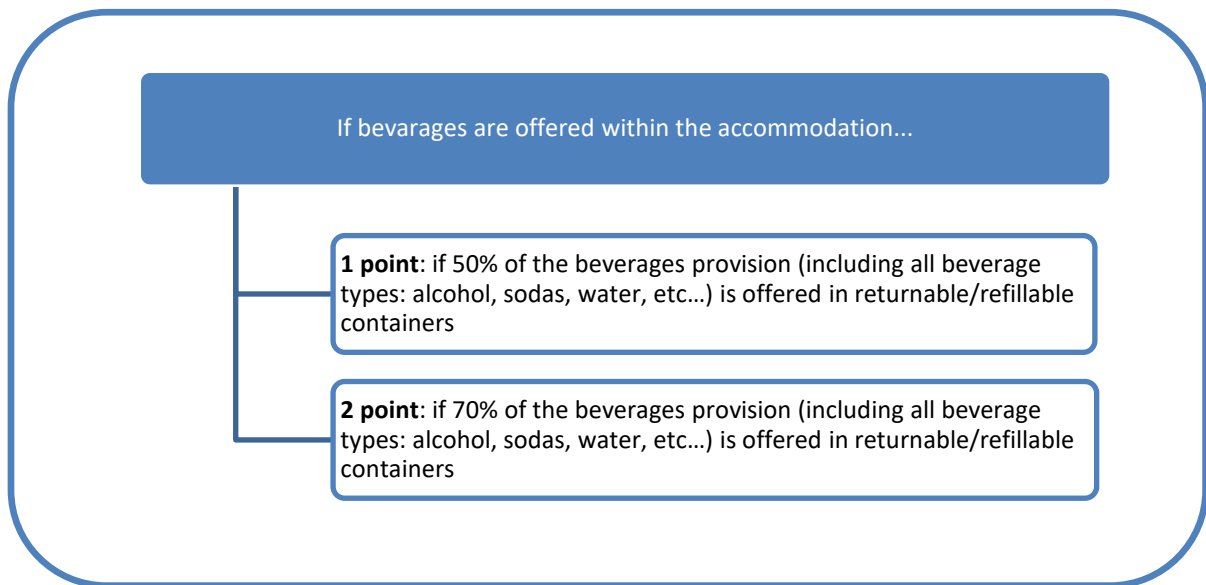 If bevarages are offered within the accommodation...
1 point: if 50% of the beverages provision (including all beverage
types: alcohol, sodas, water, etc…) is offered in returnable/refillable
containers
2 point: if 70% of the beverages provision (including all beverage
types: alcohol, sodas, water, etc…) is offered in returnable/refillable
containers